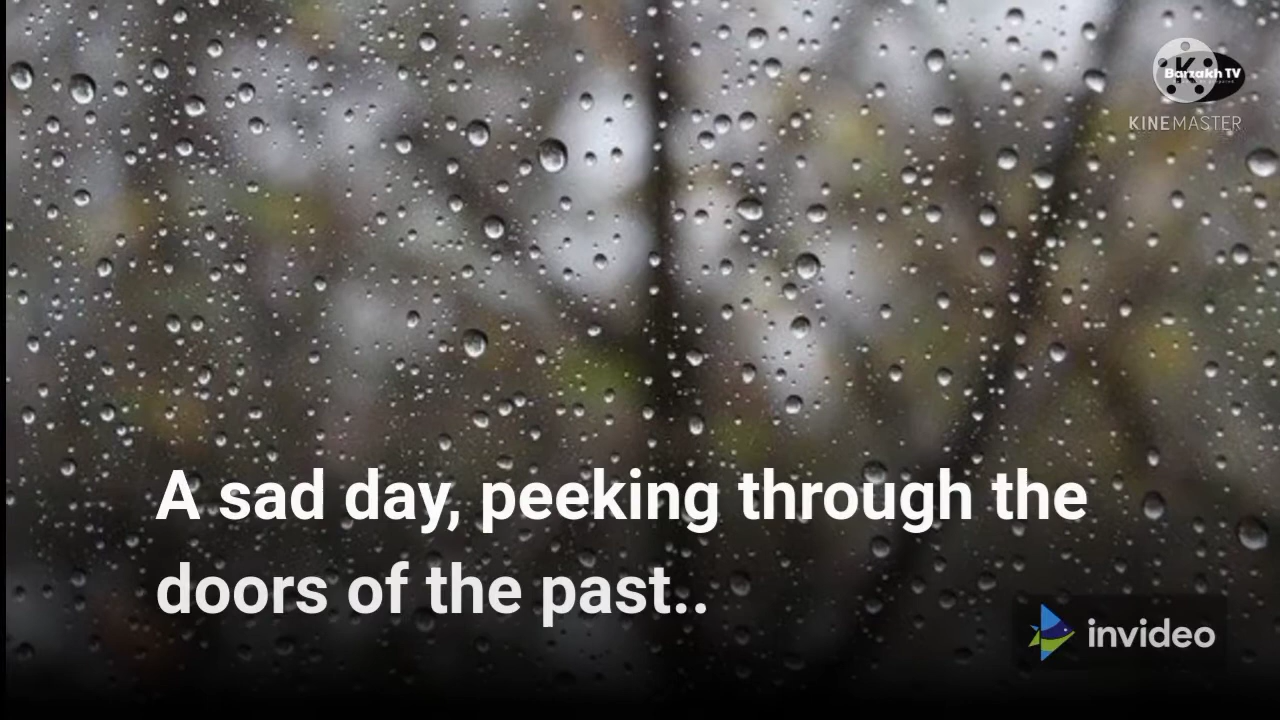 Barzakh TV
KINEMASTER
A sad day, peeking through the
doors of the past..
invideo